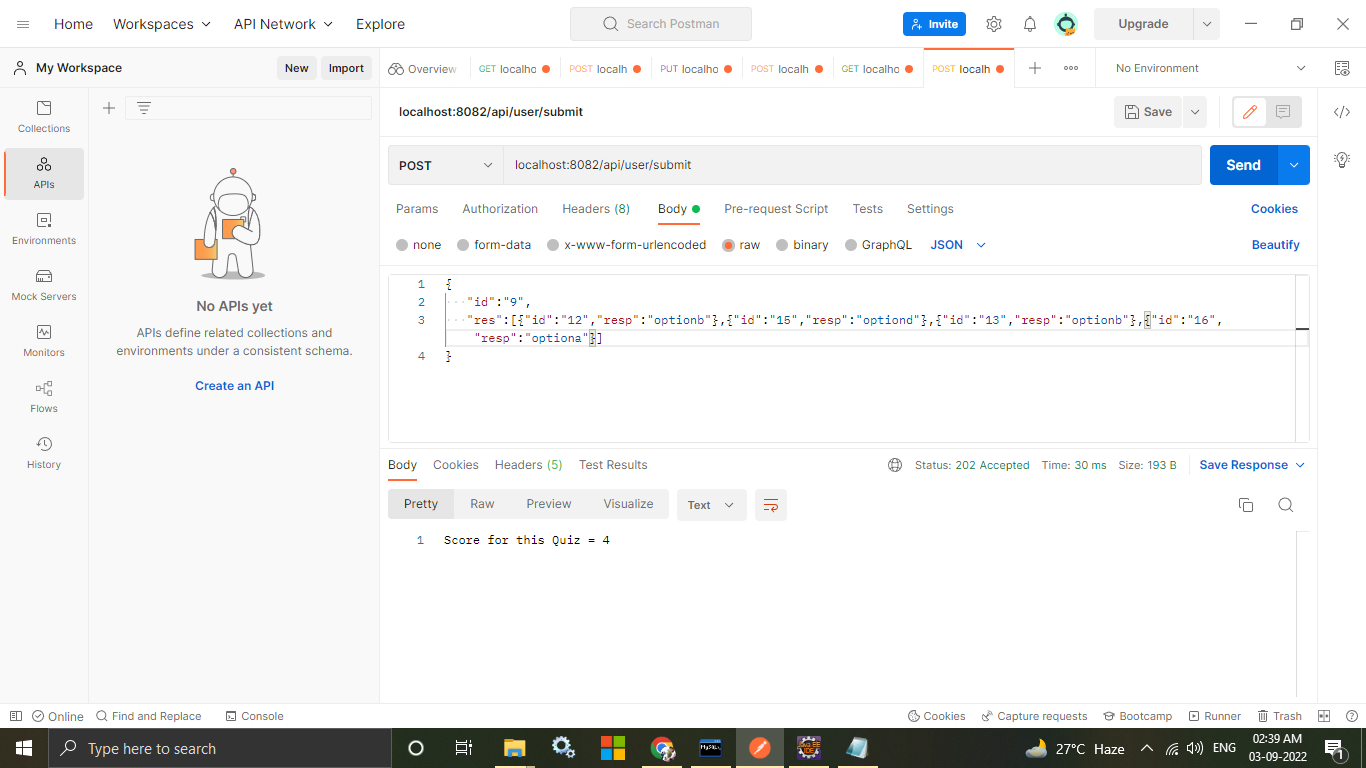 Home
Workspaces
API Network
Explore
Search Postman
Invite
Upgrade
My Workspace
New
Import
Overview
GET localho
POST localh
PUT localho
POST localh
GET localho
POST localh
No Environment
localhost:8082/api/user/submit
Save
POST
localhost:8082/api/user/submit
Send
Params
Authorization
Headers (8)
Body
Pre-request Script
Tests
Settings
Cookies
none
form-data
x-www-form-urlencoded
raw
binary
GraphQL
JSON
Beautify
1 {
2 "id":"9",
3 "res":[{"id":"12","resp":"optionb"},{"id":"15","resp":"optiond"},{"id":"13","resp":"optionb"},{"id":"16",
"resp":"optiona"}]
4 }
Collections
APIs
Environments
Mock Servers
Monitors
Flows
History
No APIs yet
APIs define related collections and
environments under a consistent schema.
Create an API
Body
Cookies
Headers (5)
Test Results
Status: 202 Accepted
Time: 30 ms
Size: 193 B
Save Response
Pretty
Raw
Preview
Visualize
Text
1 Score for this Quiz = 4
Online
Find and Replace
Console
Cookies
Capture requests
Bootcamp
Runner
Trash
Type here to search
MySQL
Java EE
IDE
27°C Haze
ENG
02:39 AM
03-09-2022
1